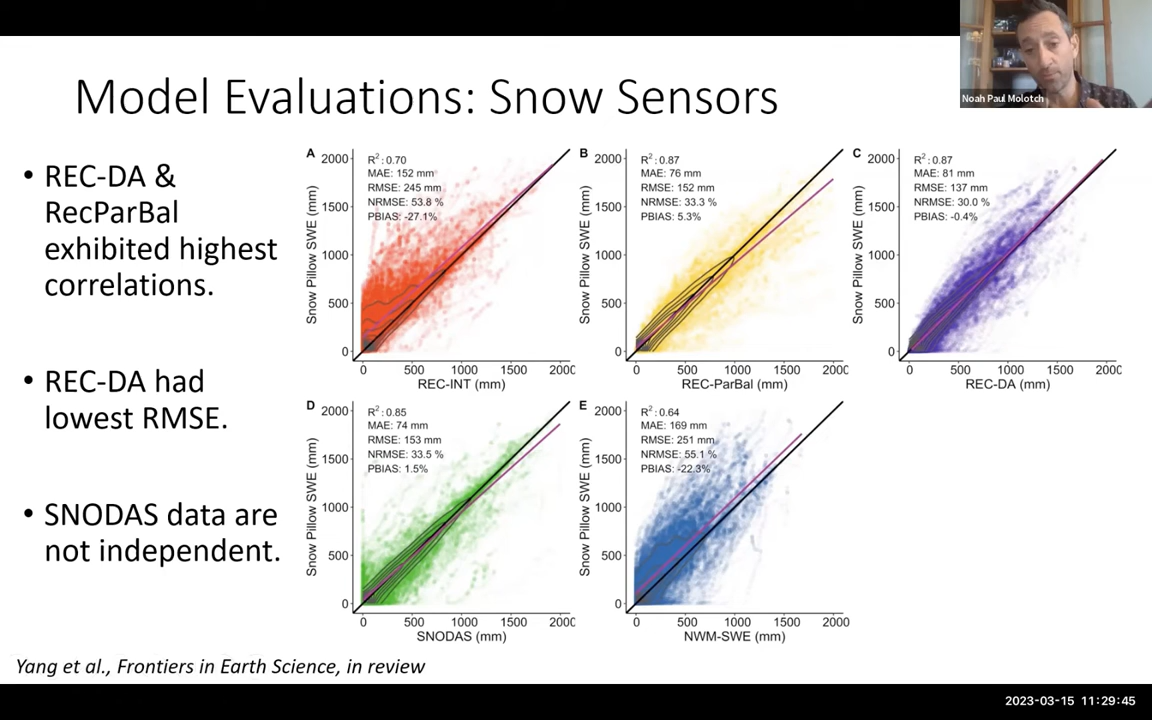 Noah Paul Molotch
Model Evaluations: Snow Sensors
• REC-DA &
RecParBal
exhibited highest
correlations.
• REC-DA had
lowest RMSE.
• SNODAS data are
not independent.
A
R²: 0.70
MAE: 152 mm
RMSE: 245 mm
NRMSE: 53.8 %
PBIAS: -27.1%
Snow Pillow SWE (mm)
2000
1500
1000
500
0
0 500 1000 1500 200
REC-INT (mm)
B
R²: 0.87
MAE: 76 mm
RMSE: 152 mm
NRMSE: 33.3 %
PBIAS: 5.3%
Snow Pillow SWE (mm)
2000
1500
1000
500
0
0 500 1000 1500 2000
REC-ParBal (mm)
C
R²: 0.87
MAE: 81 mm
RMSE: 137 mm
NRMSE: 30.0 %
PBIAS: -0.4%
Snow Pillow SWE (mm)
2000
1500
1000
500
0
0 500 1000 1500 200
REC-DA (mm)
D
R²: 0.85
MAE: 74 mm
RMSE: 153 mm
NRMSE: 33.5 %
PBIAS: 1.5%
Snow Pillow SWE (mm)
2000
1500
1000
500
0
0 500 1000 1500 200
SNODAS (mm)
E
R²: 0.64
MAE: 169 mm
RMSE: 251 mm
NRMSE: 55.1 %
PBIAS: -22.3%
Snow Pillow SWE (mm)
2000
1500
1000
500
0
0 500 1000 1500 2000
NWM-SWE (mm)
Yang et al., Frontiers in Earth Science, in review
2023-03-15 11:29:45